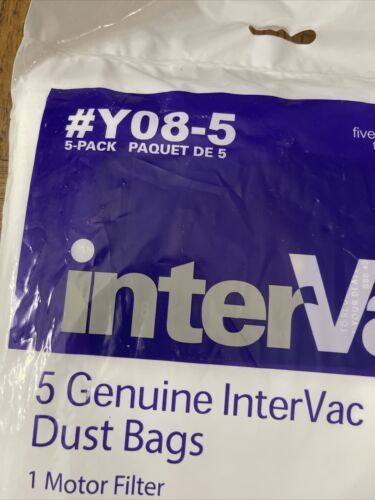 #Y08-5
5-PACK PAQUET DE 5
five
interVa
5 Genuine InterVac
Dust Bags
1 Motor Filter